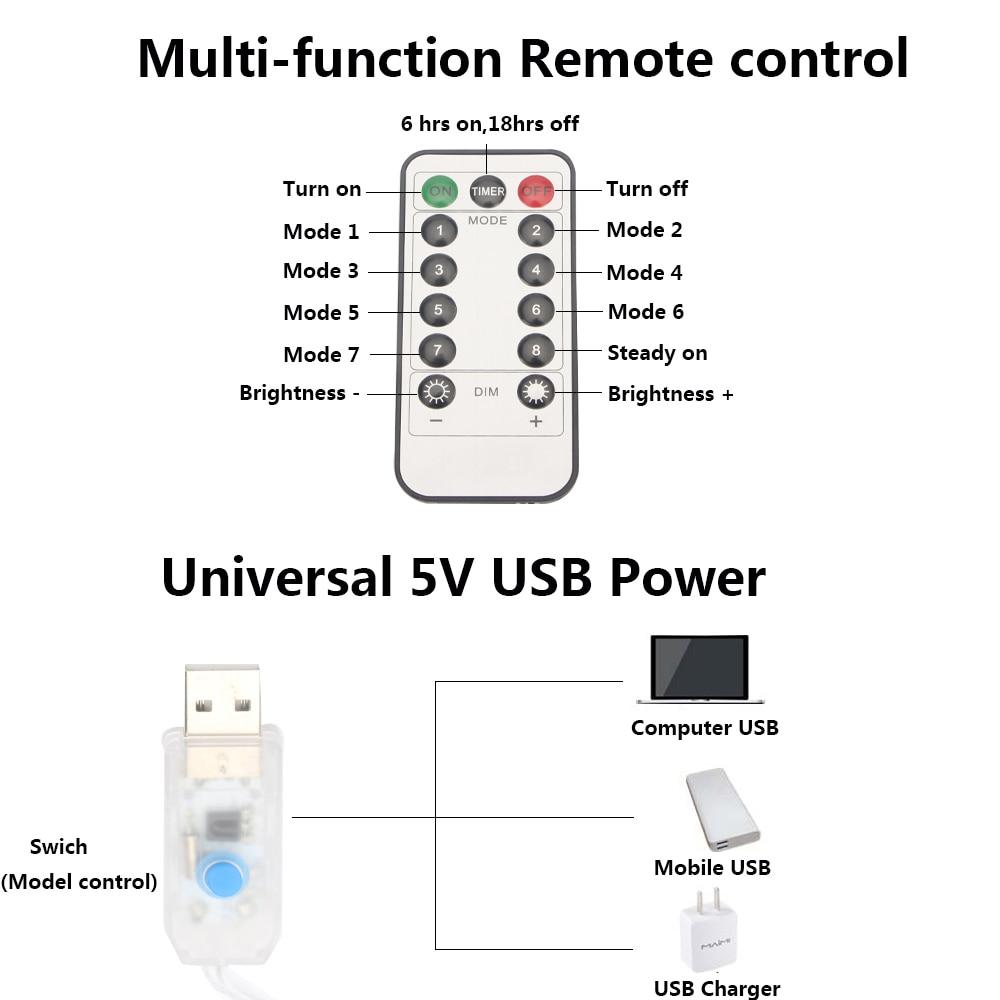 Multi-function Remote control
6 hrs on,18hrs off
Turn on
ON
TIMER
OFF
Turn off
MODE
Mode 1
1
2
Mode 2
Mode 3
3
4
Mode 4
Mode 5
5
6
Mode 6
Mode 7
7
8
Steady on
Brightness -
DIM
Brightness +
− +
Universal 5V USB Power
Computer USB
Swich
(Model control)
Mobile USB
MAIMI
USB Charger